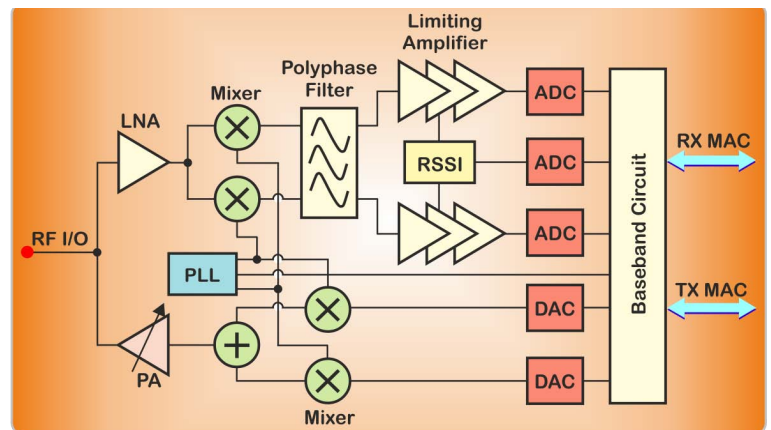 Limiting
Amplifier
Polyphase
Filter
Mixer
LNA
ADC
RSSI
ADC
ADC
RX MAC
RF I/O
PLL
Baseband Circuit
TX MAC
DAC
PA
DAC
Mixer